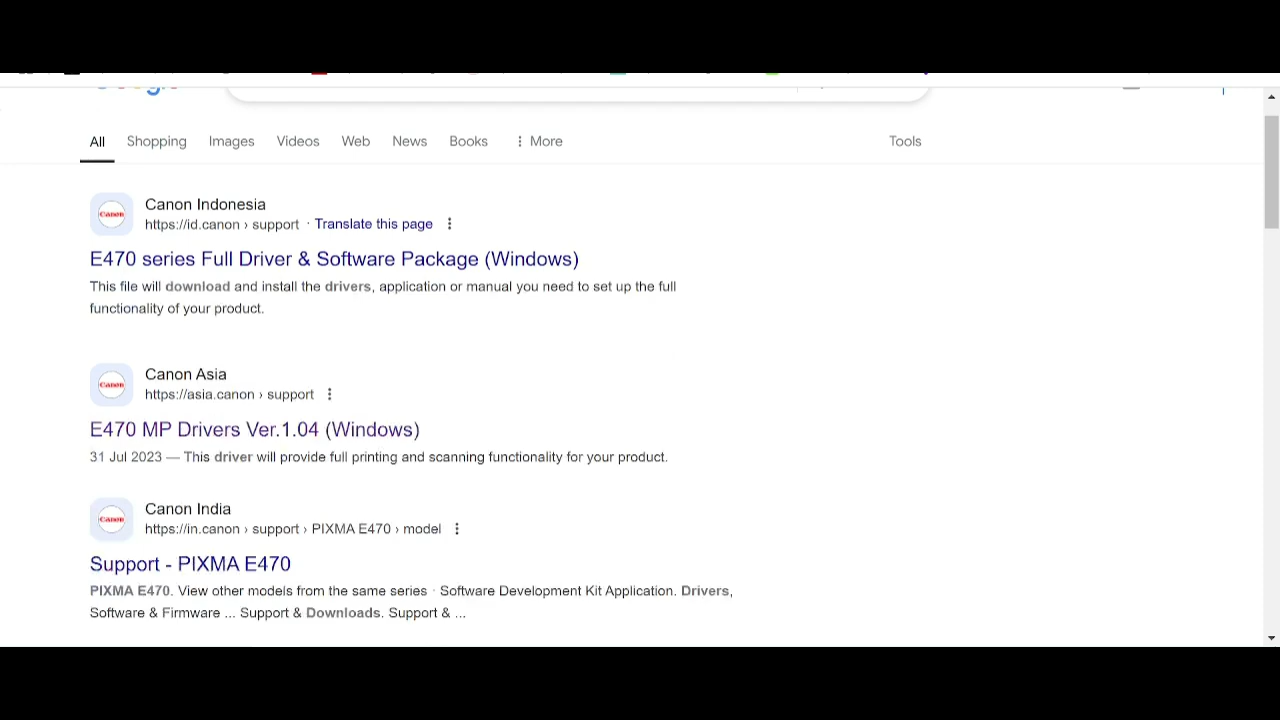 All Shopping Images Videos Web News Books More Tools
Canon
Canon Indonesia
https://id.canon › support · Translate this page
E470 series Full Driver & Software Package (Windows)
This file will download and install the drivers, application or manual you need to set up the full
functionality of your product.
Canon
Canon Asia
https://asia.canon › support
E470 MP Drivers Ver.1.04 (Windows)
31 Jul 2023 — This driver will provide full printing and scanning functionality for your product.
Canon
Canon India
https://in.canon › support › PIXMA E470 › model
Support - PIXMA E470
PIXMA E470. View other models from the same series · Software Development Kit Application. Drivers,
Software & Firmware ... Support & Downloads. Support & ...